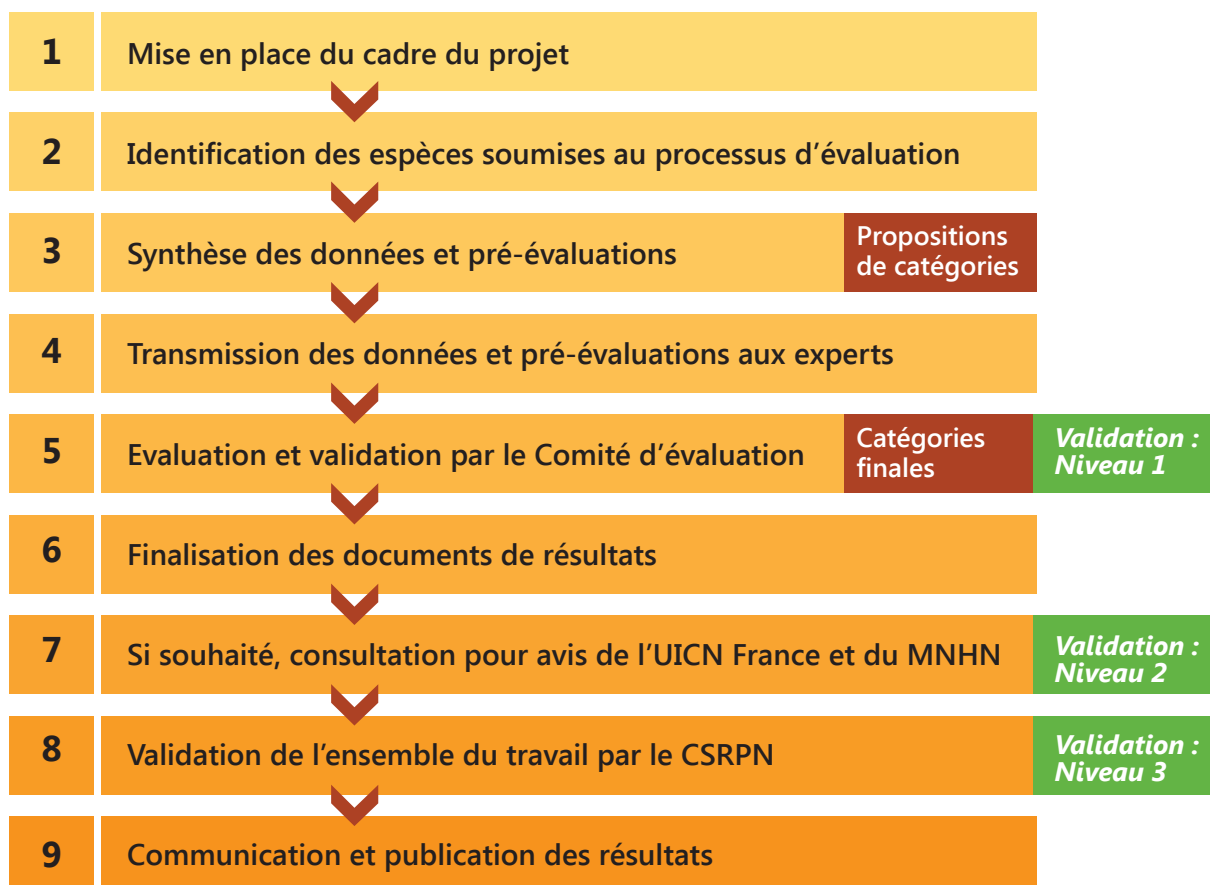 1
Mise en place du cadre du projet
2
Identification des espèces soumises au processus d’évaluation
3
Synthèse des données et pré-évaluations
Propositions
de catégories
4
Transmission des données et pré-évaluations aux experts
5
Evaluation et validation par le Comité d’évaluation
Catégories
finales
Validation :
Niveau 1
6
Finalisation des documents de résultats
7
Si souhaité, consultation pour avis de l’UICN France et du MNHN
Validation :
Niveau 2
8
Validation de l’ensemble du travail par le CSRPN
Validation :
Niveau 3
9
Communication et publication des résultats